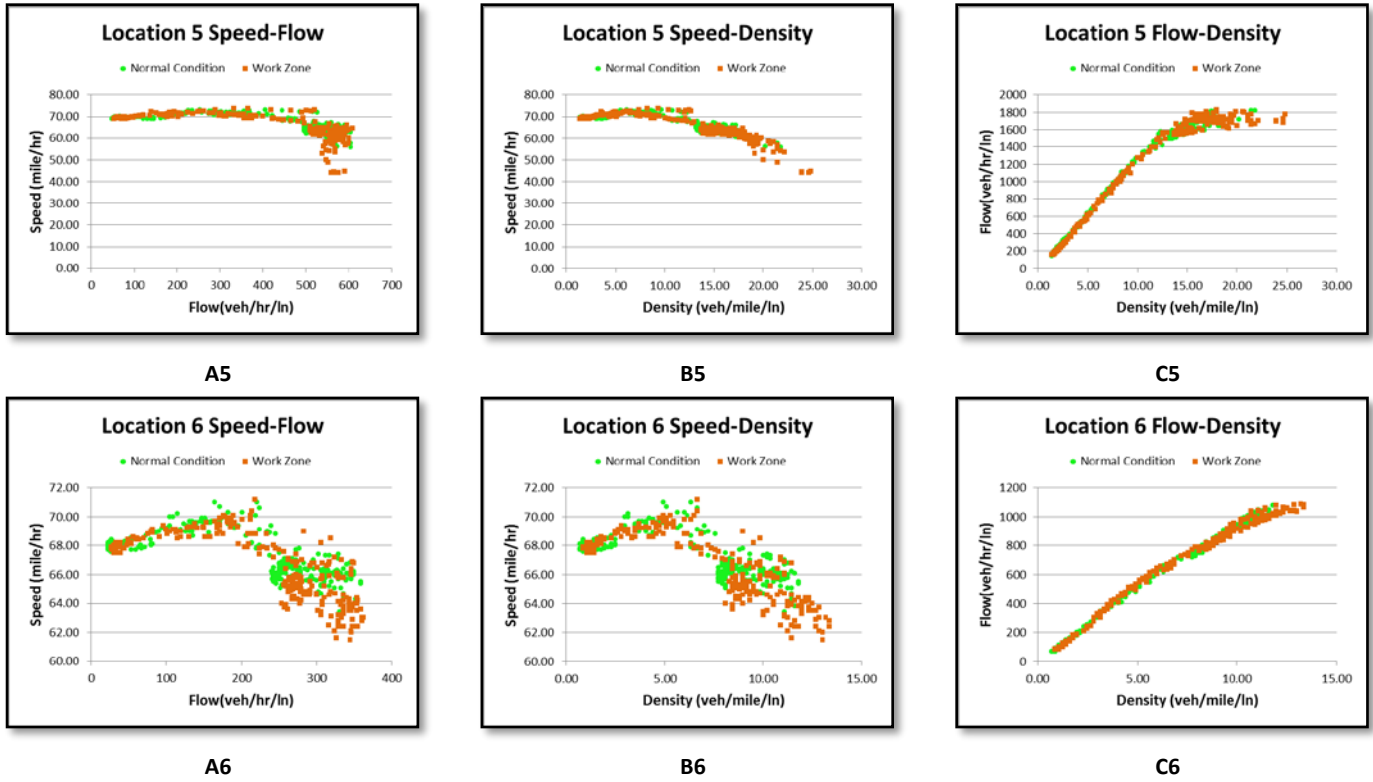 Location 5 Speed-Flow
Normal Condition Work Zone
Speed (mile/hr)
80.00
70.00
60.00
50.00
40.00
30.00
20.00
10.00
0.00
0 100 200 300 400 500 600 700
Flow(veh/hr/ln)
A5
Location 5 Speed-Density
Normal Condition Work Zone
Speed (mile/hr)
80.00
70.00
60.00
50.00
40.00
30.00
20.00
10.00
0.00
0.00 5.00 10.00 15.00 20.00 25.00 30.00
Density (veh/mile/ln)
B5
Location 5 Flow-Density
Normal Condition Work Zone
Flow(veh/hr/ln)
2000
1800
1600
1400
1200
1000
800
600
400
200
0
0.00 5.00 10.00 15.00 20.00 25.00 30.00
Density (veh/mile/ln)
C5
Location 6 Speed-Flow
Normal Condition Work Zone
Speed (mile/hr)
72.00
70.00
68.00
66.00
64.00
62.00
60.00
0 100 200 300 400
Flow(veh/hr/ln)
A6
Location 6 Speed-Density
Normal Condition Work Zone
Speed (mile/hr)
72.00
70.00
68.00
66.00
64.00
62.00
60.00
0.00 5.00 10.00 15.00
Density (veh/mile/ln)
B6
Location 6 Flow-Density
Normal Condition Work Zone
Flow(veh/hr/ln)
1200
1000
800
600
400
200
0
0.00 5.00 10.00 15.00
Density (veh/mile/ln)
C6